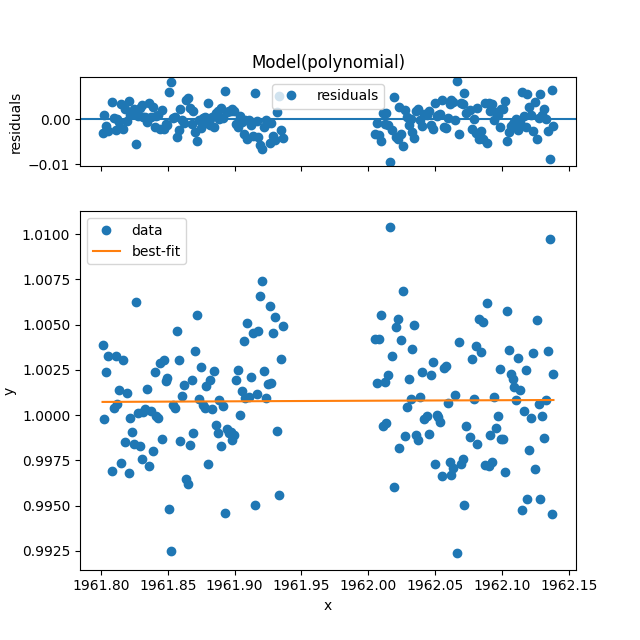 Model(polynomial)
residuals
0.00
−0.01
residuals
1.0100
1.0075
1.0050
1.0025
1.0000
0.9975
0.9950
0.9925
y
data
best-fit
1961.80 1961.85 1961.90 1961.95 1962.00 1962.05 1962.10 1962.15
x